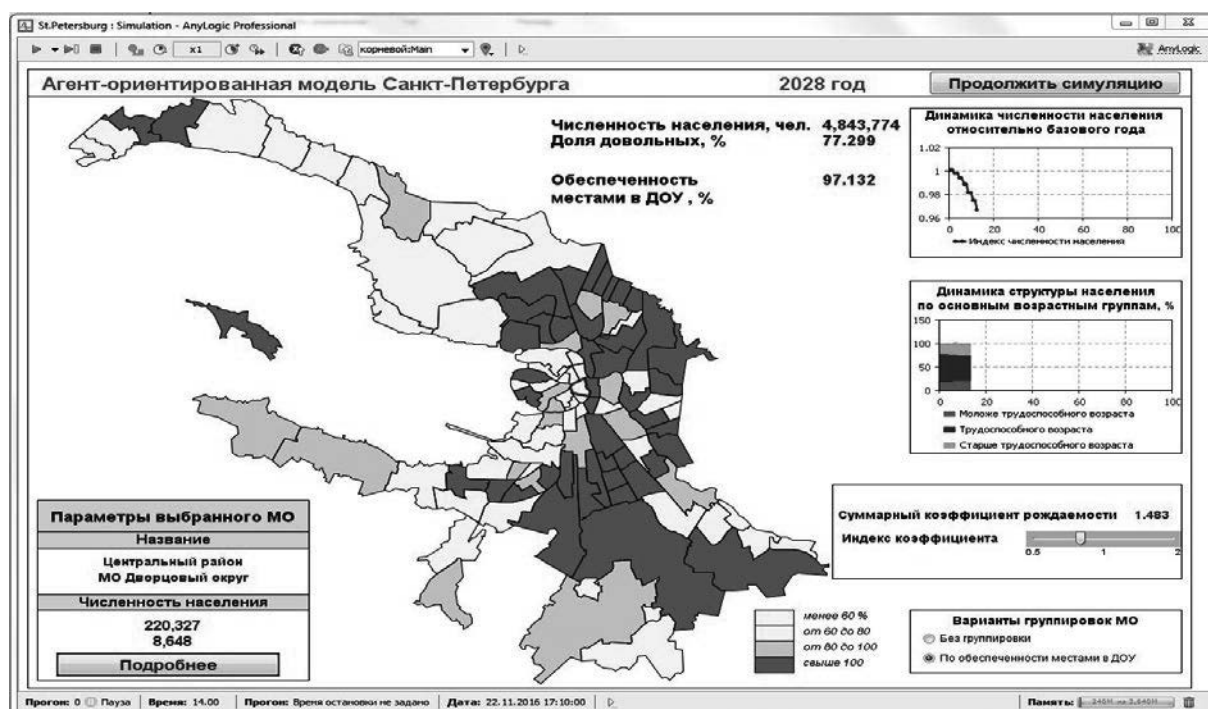 St.Petersburg : Simulation - AnyLogic Professional
x1
корневой:Main
AnyLogic
Агент-ориентированная модель Санкт-Петербурга
2028 год
Продолжить симуляцию
Численность населения, чел. 4,843,774
Доля довольных, % 77.299
Обеспеченность 97.132
местами в ДОУ , %
Динамика численности населения
относительно базового года
1.02
1
0.98
0.96
0 20 40 60 80 100
Индекс численности населения
Динамика структуры населения
по основным возрастным группам, %
150
100
50
0
0 20 40 60 80 100
Моложе трудоспособного возраста
Трудоспособного возраста
Старше трудоспособного возраста
Суммарный коэффициент рождаемости 1.483
Индекс коэффициента
0.5 1 2
Параметры выбранного МО
Название
Центральный район
МО Дворцовый округ
Численность населения
220,327
8,648
Подробнее
менее 60 %
от 60 до 80
от 80 до 100
свыше 100
Варианты группировок МО
Без группировки
По обеспеченности местами в ДОУ
Прогон: 0 Пауза Время: 14.00 Прогон: Время остановки не задано Дата: 22.11.2016 17:10:00 Память: